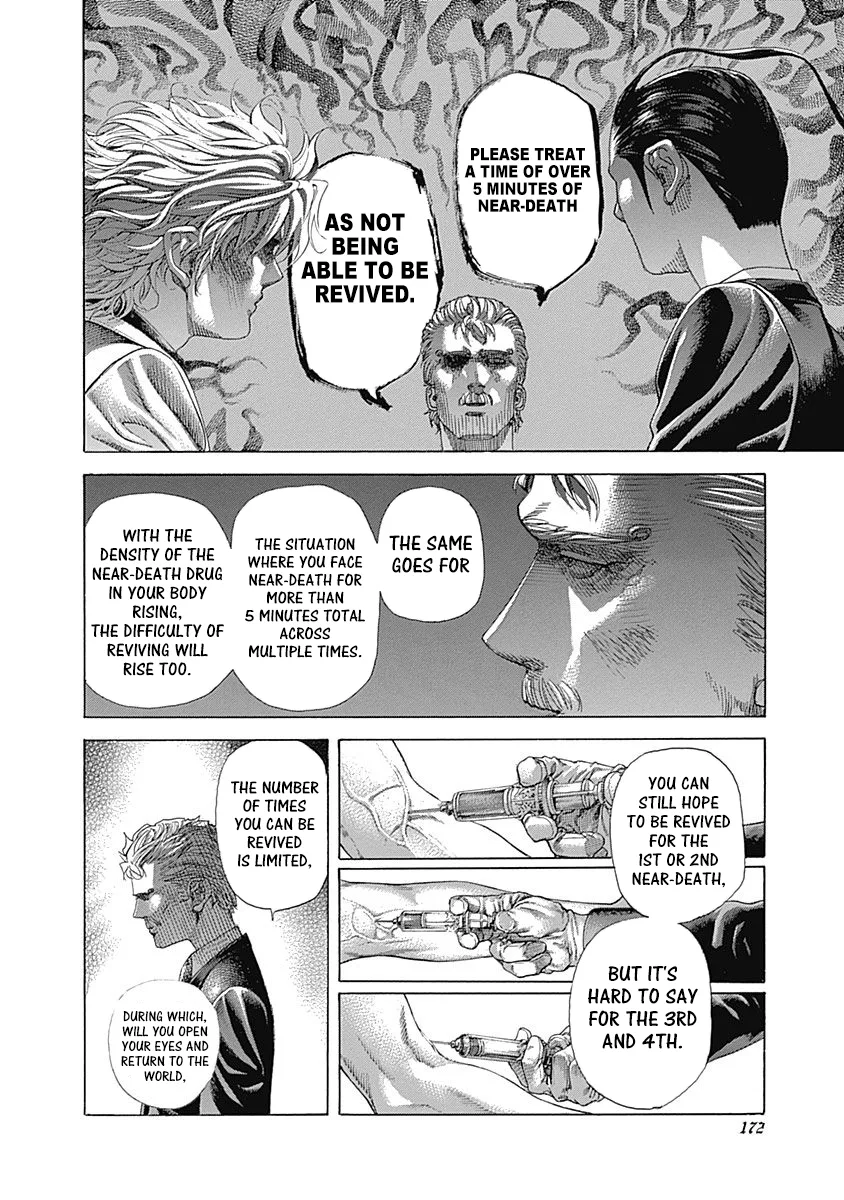 PLEASE TREAT
A TIME OF OVER
5 MINUTES OF
NEAR-DEATH
AS NOT
BEING
ABLE TO BE
REVIVED.
THE SAME
GOES FOR
THE SITUATION
WHERE YOU FACE
NEAR-DEATH FOR
MORE THAN
5 MINUTES TOTAL
ACROSS
MULTIPLE TIMES.
WITH THE
DENSITY OF THE
NEAR-DEATH DRUG
IN YOUR BODY
RISING,
THE DIFFICULTY OF
REVIVING WILL
RISE TOO.
YOU CAN
STILL HOPE
TO BE REVIVED
FOR THE
1ST OR 2ND
NEAR-DEATH,
BUT IT'S
HARD TO SAY
FOR THE 3RD
AND 4TH.
THE NUMBER
OF TIMES
YOU CAN BE
REVIVED
IS LIMITED,
DURING WHICH,
WILL YOU OPEN
YOUR EYES AND
RETURN TO THE
WORLD,
172